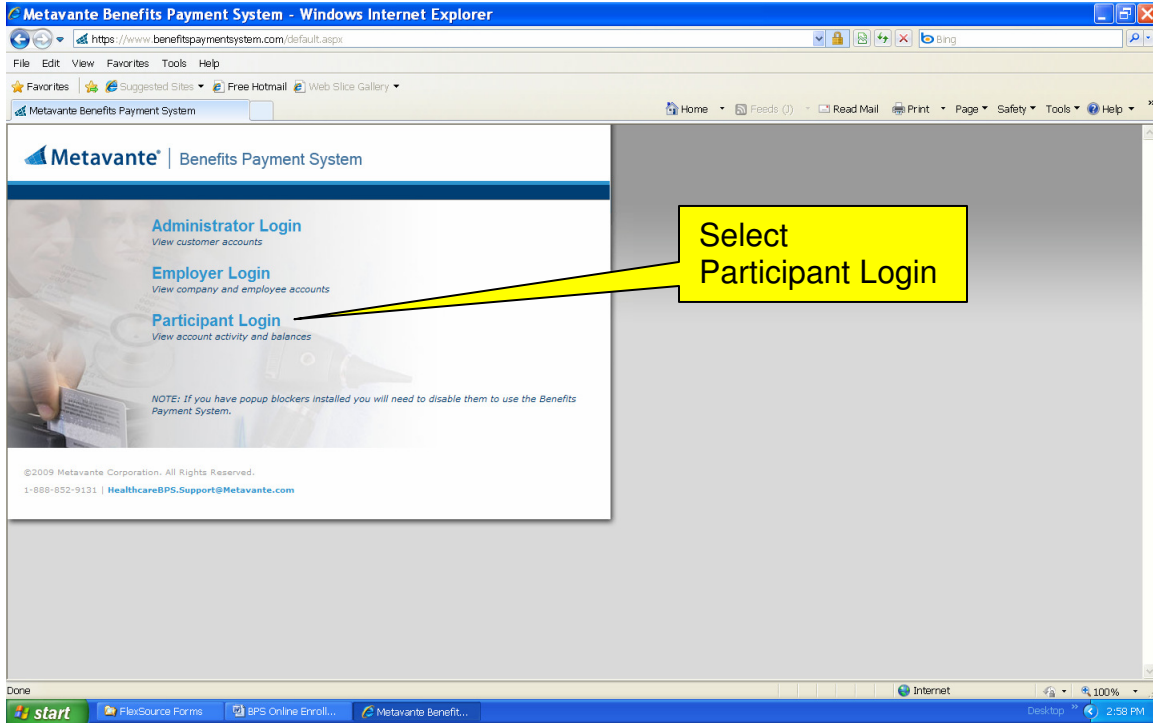 Metavante Benefits Payment System - Windows Internet Explorer
https://www.benefitspaymentsystem.com/default.aspx
Bing
File Edit View Favorites Tools Help
Favorites Suggested Sites Free Hotmail Web Slice Gallery
Metavante Benefits Payment System
Home Feeds (J) Read Mail Print Page Safety Tools Help »
Metavante® | Benefits Payment System
Administrator Login
View customer accounts
Employer Login
View company and employee accounts
Participant Login
View account activity and balances
Select
Participant Login
NOTE: If you have popup blockers installed you will need to disable them to use the Benefits
Payment System.
©2009 Metavante Corporation. All Rights Reserved.
1-888-852-9131 | HealthcareBPS.Support@Metavante.com
Done
Internet
100%
start
FlexSource Forms
BPS Online Enroll...
Metavante Benefit...
Desktop »
2:58 PM